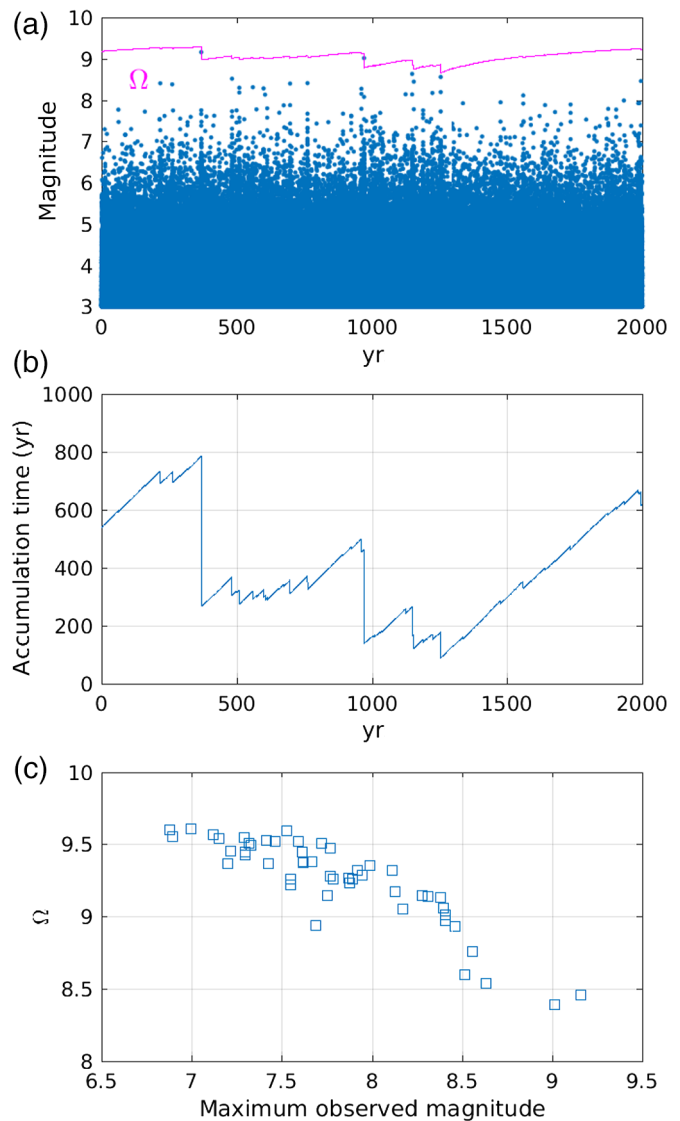 (a)
10
9
8
7
6
5
4
3
Magnitude
Ω
0 500 1000 1500 2000
yr
(b)
1000
800
600
400
200
0
Accumulation time (yr)
0 500 1000 1500 2000
yr
(c)
10
9.5
9
8.5
8
Ω
6.5 7 7.5 8 8.5 9 9.5
Maximum observed magnitude